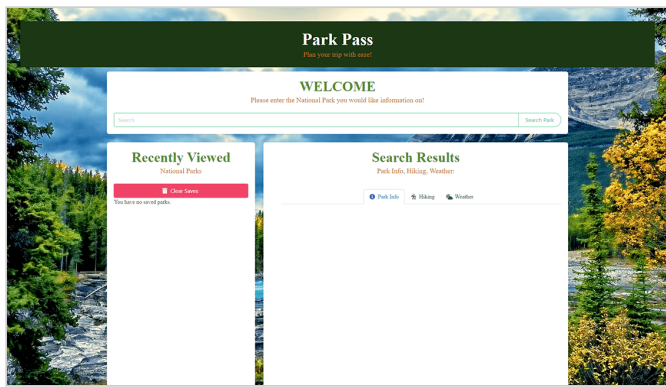 Park Pass
Plan your trip with ease!
WELCOME
Please enter the National Park you would like information on!
Search
Search Park
Recently Viewed
National Parks
Clear Saves
You have no saved parks.
Search Results
Park Info, Hiking, Weather:
Park Info
Hiking
Weather